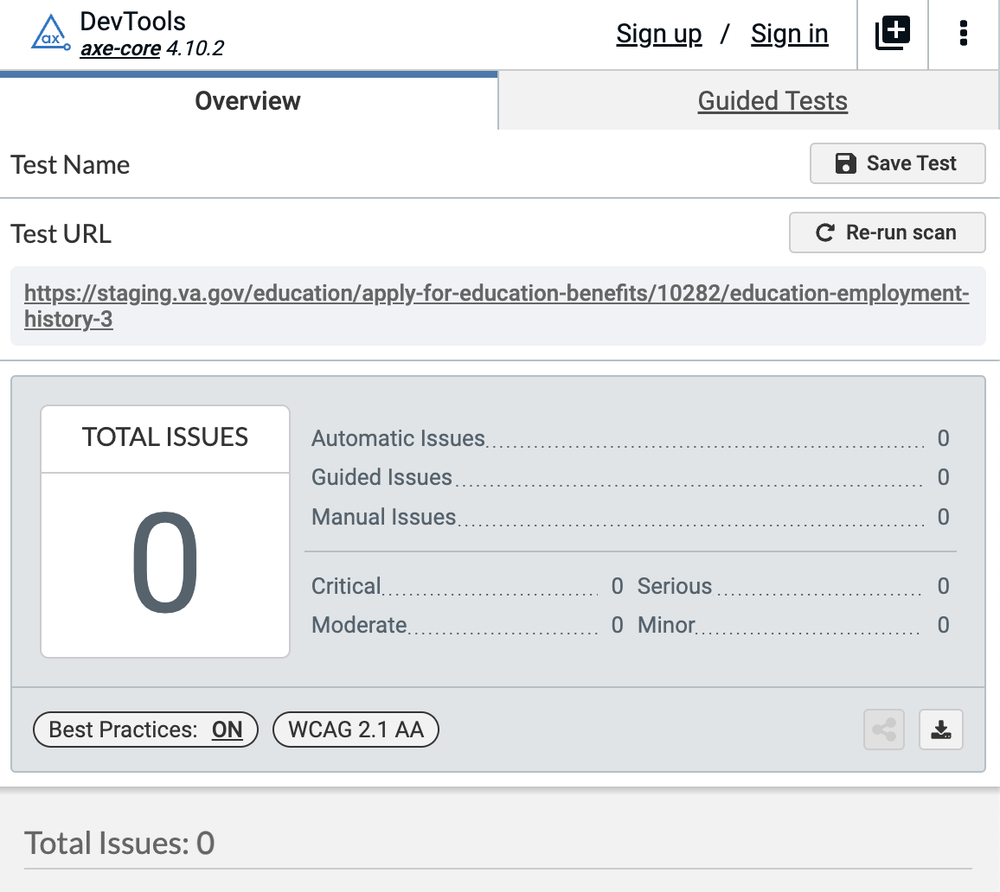 DevTools
ax
axe-core 4.10.2
Sign up / Sign in
Overview
Guided Tests
Test Name
Save Test
Test URL
Re-run scan
https://staging.va.gov/education/apply-for-education-benefits/10282/education-employment-
history-3
TOTAL ISSUES
0
Automatic Issues 0
Guided Issues 0
Manual Issues 0
Critical 0 Serious 0
Moderate 0 Minor 0
Best Practices: ON
WCAG 2.1 AA
Total Issues: 0